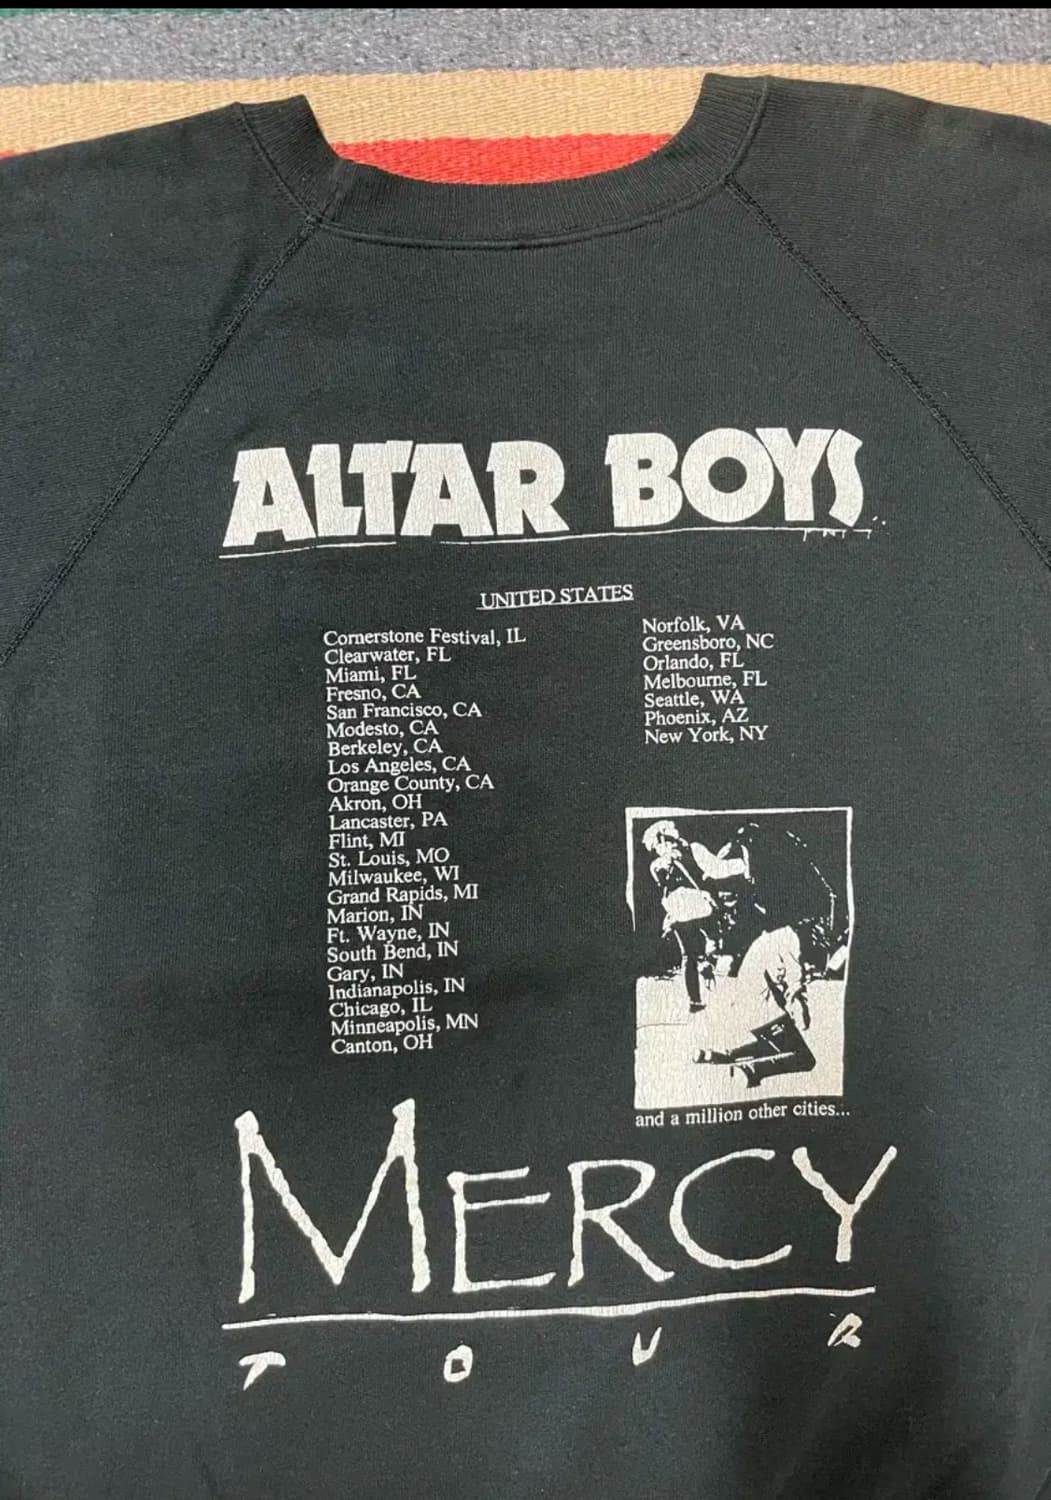 ALTAR BOYS
UNITED STATES
Cornerstone Festival, IL
Clearwater, FL
Miami, FL
Fresno, CA
San Francisco, CA
Modesto, CA
Berkeley, CA
Los Angeles, CA
Orange County, CA
Akron, OH
Lancaster, PA
Flint, MI
St. Louis, MO
Milwaukee, WI
Grand Rapids, MI
Marion, IN
Ft. Wayne, IN
South Bend, IN
Gary, IN
Indianapolis, IN
Chicago, IL
Minneapolis, MN
Canton, OH
Norfolk, VA
Greensboro, NC
Orlando, FL
Melbourne, FL
Seattle, WA
Phoenix, AZ
New York, NY
and a million other cities...
MERCY
TOUR